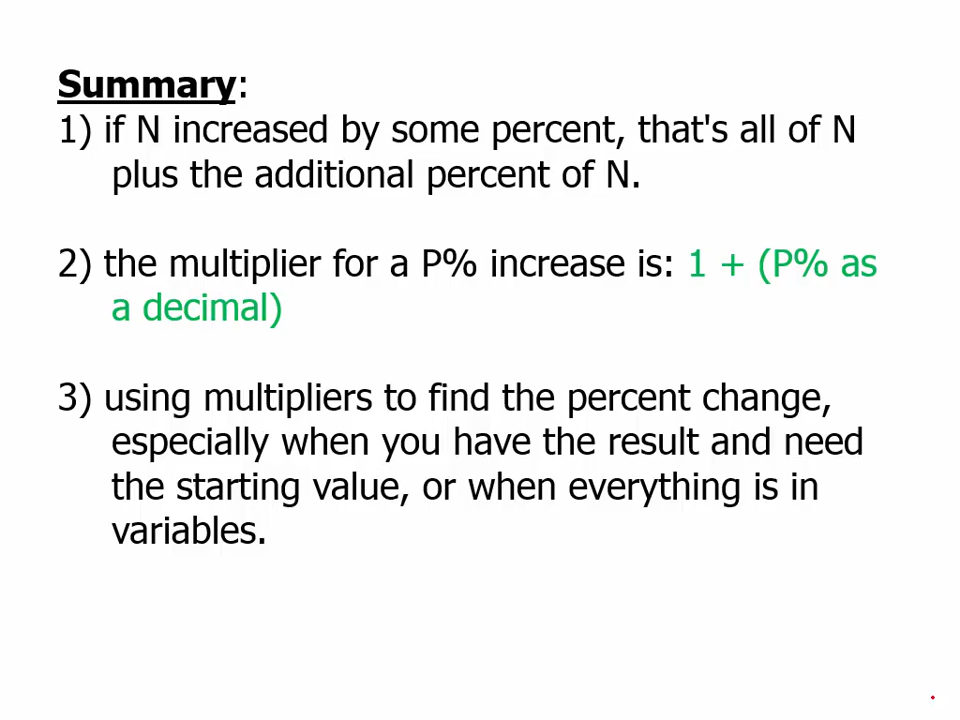 Summary:
1) if N increased by some percent, that's all of N
plus the additional percent of N.
2) the multiplier for a P% increase is: 1 + (P% as
a decimal)
3) using multipliers to find the percent change,
especially when you have the result and need
the starting value, or when everything is in
variables.